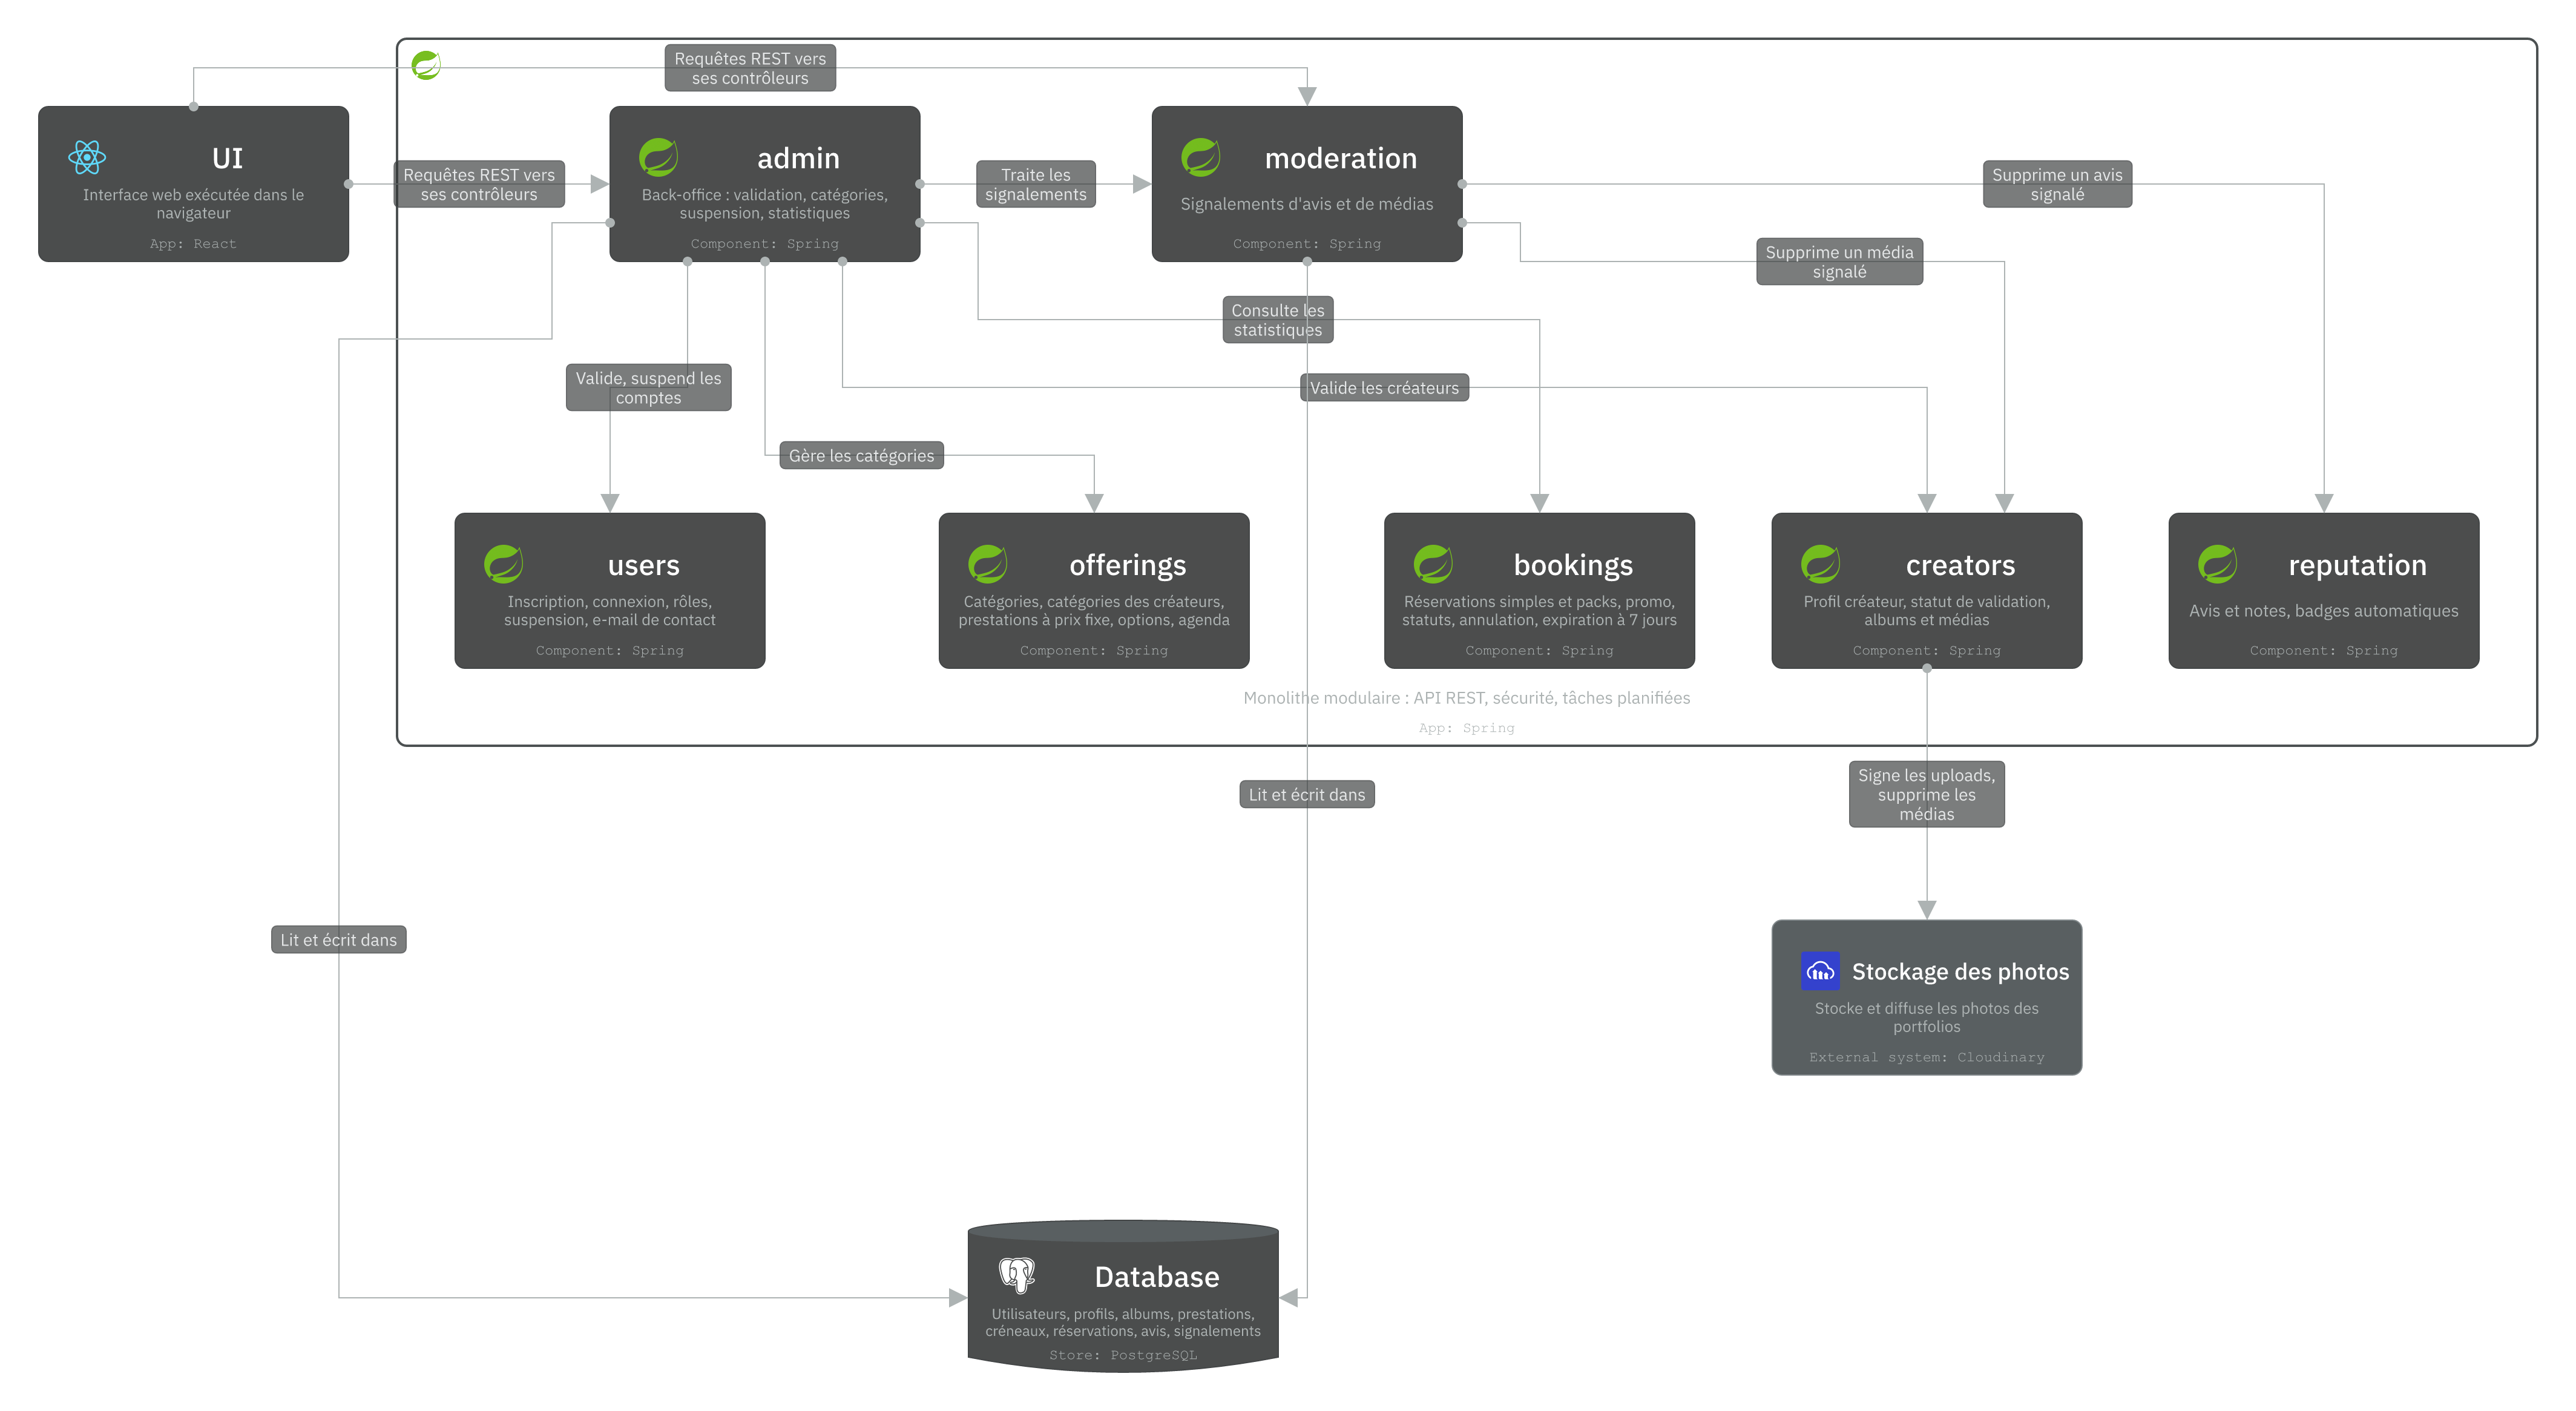 Requêtes REST vers
ses contrôleurs
UI
Interface web exécutée dans le
navigateur
App: React
Requêtes REST vers
ses contrôleurs
admin
Back-office : validation, catégories,
suspension, statistiques
Component: Spring
Traite les
signalements
moderation
Signalements d'avis et de médias
Component: Spring
Supprime un avis
signalé
Supprime un média
signalé
Consulte les
statistiques
Valide, suspend les
comptes
Valide les créateurs
Gère les catégories
users
Inscription, connexion, rôles,
suspension, e-mail de contact
Component: Spring
offerings
Catégories, catégories des créateurs,
prestations à prix fixe, options, agenda
Component: Spring
bookings
Réservations simples et packs, promo,
statuts, annulation, expiration à 7 jours
Component: Spring
creators
Profil créateur, statut de validation,
albums et médias
Component: Spring
reputation
Avis et notes, badges automatiques
Component: Spring
Monolithe modulaire : API REST, sécurité, tâches planifiées
App: Spring
Lit et écrit dans
Signe les uploads,
supprime les
médias
Lit et écrit dans
Stockage des photos
Stocke et diffuse les photos des
portfolios
External system: Cloudinary
Database
Utilisateurs, profils, albums, prestations,
créneaux, réservations, avis, signalements
Store: PostgreSQL